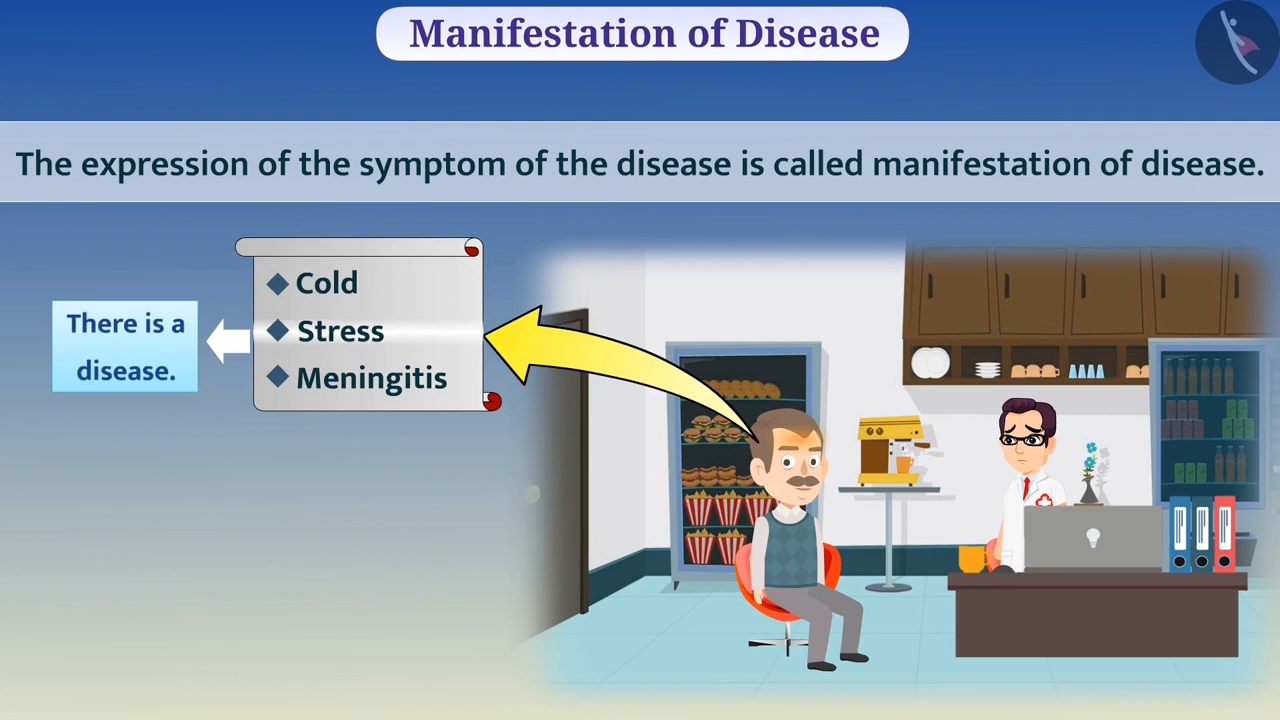 Manifestation of Disease
The expression of the symptom of the disease is called manifestation of disease.
Cold
Stress
Meningitis
There is a
disease.